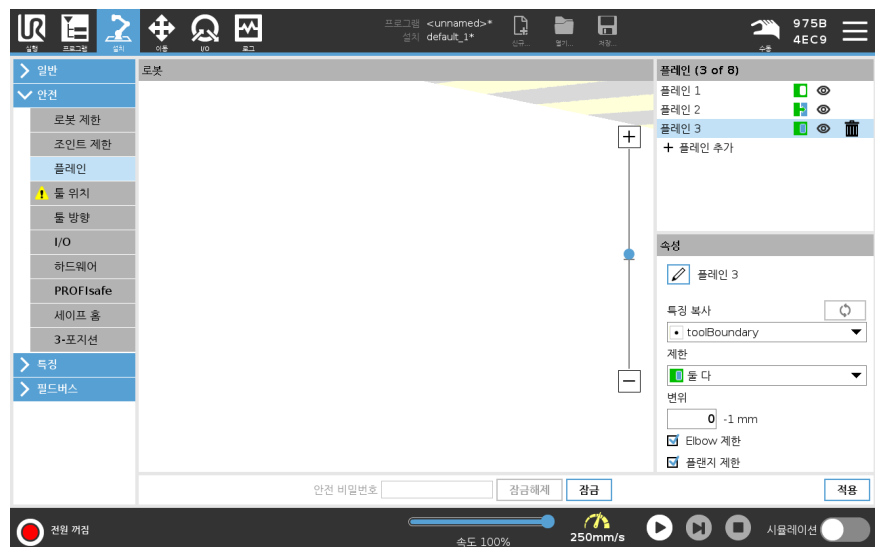 프로그램 <unnamed>*
설치 default_1*
975B
4EC9
실행 프로그램 설치 이동 I/O 로그 신규... 열기... 저장... 수동
일반
안전
로봇 제한
조인트 제한
플레인
툴 위치
툴 방향
I/O
하드웨어
PROFIsafe
세이프 홈
3-포지션
특징
필드버스
로봇
플레인 (3 of 8)
플레인 1
플레인 2
플레인 3
플레인 추가
속성
플레인 3
특징 복사
toolBoundary
제한
둘 다
변위
0 -1 mm
Elbow 제한
플랜지 제한
안전 비밀번호 잠금해제 잠금 적용
전원 꺼짐
속도 100%
250mm/s
시뮬레이션